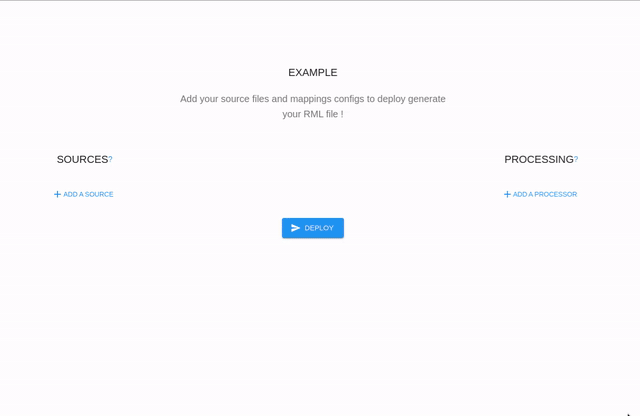 EXAMPLE
Add your source files and mappings configs to deploy generate
your RML file !
SOURCES?
PROCESSING?
+ ADD A SOURCE
+ ADD A PROCESSOR
DEPLOY